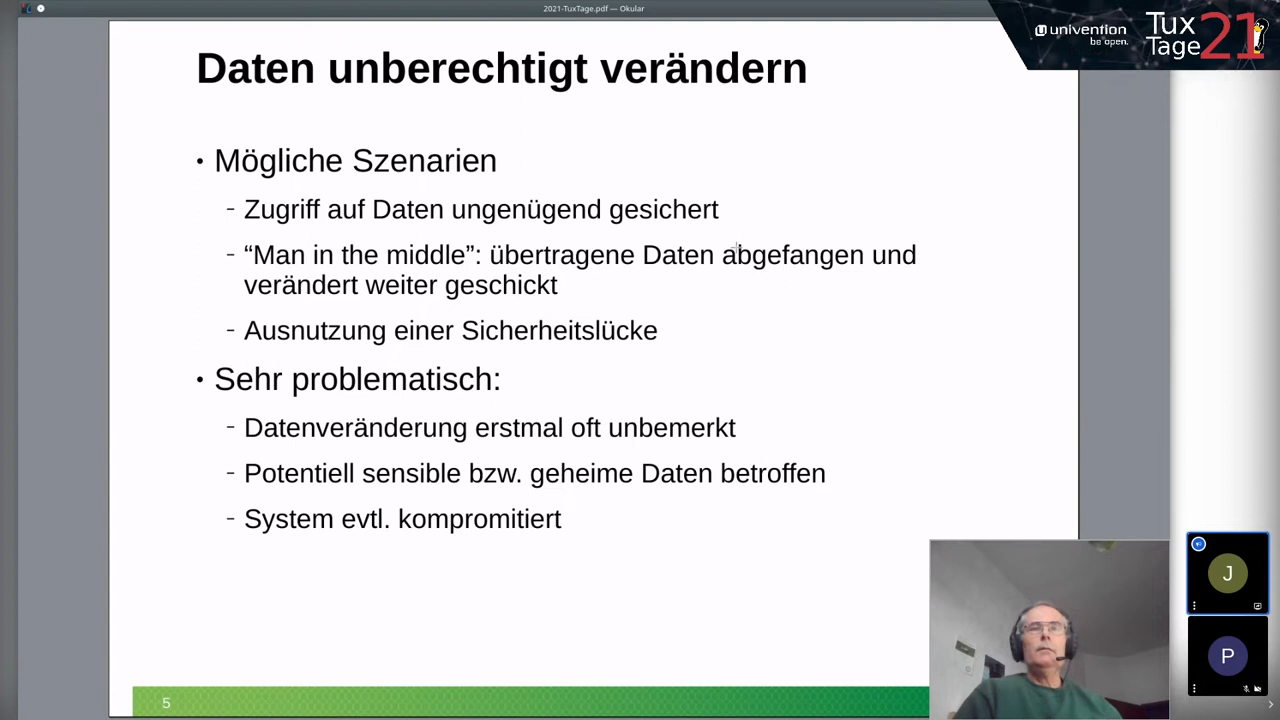 2021-TuxTage.pdf — Okular
univention
be open.
Tux
Tage
21
Daten unberechtigt verändern
• Mögliche Szenarien
- Zugriff auf Daten ungenügend gesichert
- “Man in the middle”: übertragene Daten abgefangen und
verändert weiter geschickt
- Ausnutzung einer Sicherheitslücke
• Sehr problematisch:
- Datenveränderung erstmal oft unbemerkt
- Potentiell sensible bzw. geheime Daten betroffen
- System evtl. kompromitiert
J
P
5